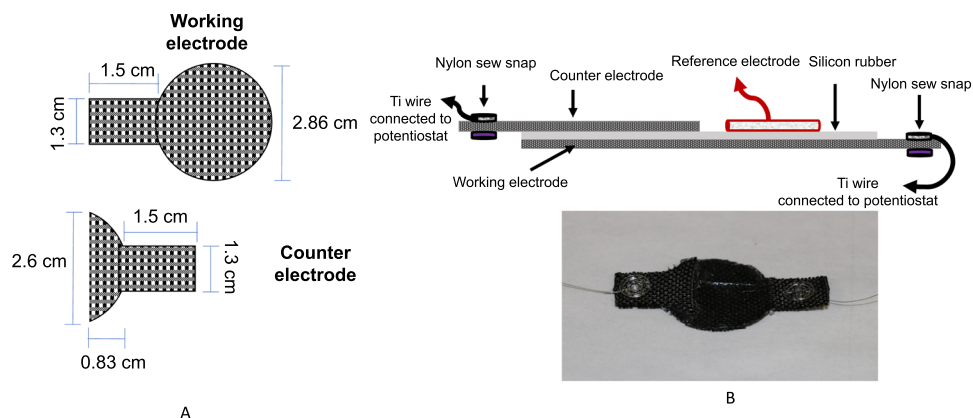 Working
electrode
1.5 cm
1.3 cm
2.86 cm
1.5 cm
2.6 cm
1.3 cm
Counter
electrode
0.83 cm
A
Nylon sew snap
Counter electrode
Reference electrode
Silicon rubber
Nylon sew snap
Ti wire
connected to
potentiostat
Working electrode
Ti wire
connected to potentiostat
B